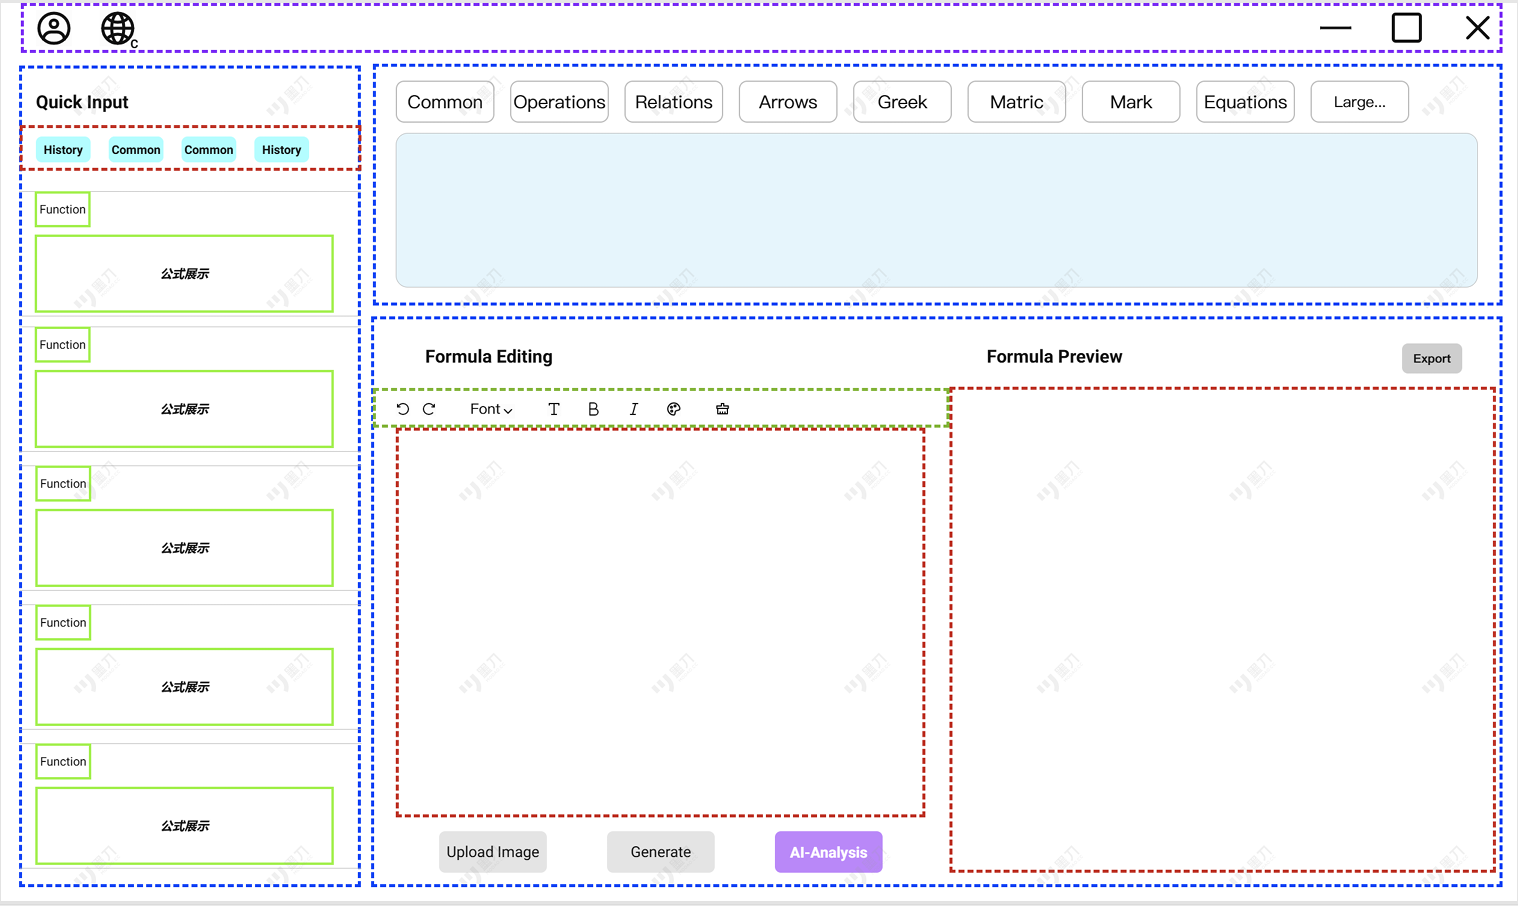 C
Quick Input
History Common Common History
Function
公式展示
Function
公式展示
Function
公式展示
Function
公式展示
Function
公式展示
Common Operations Relations Arrows Greek Matric Mark Equations Large...
Formula Editing
Font T B I
Upload Image Generate AI-Analysis
Formula Preview
Export